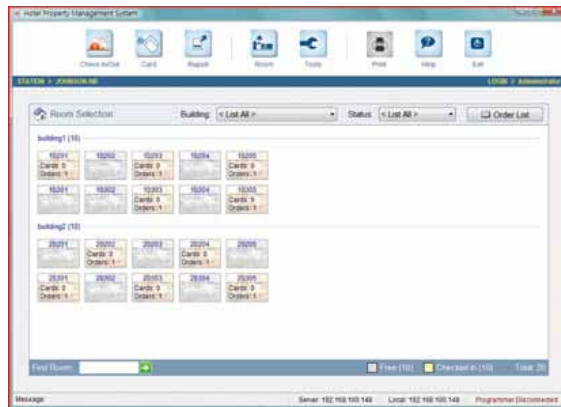 Hotel Property Management System
Check In/Out Card Report Room Tools Print Help Exit
STATION > JOHNSON-NB LOGIN > Administrator
Room Selection Building: < List All > Status: < List All > Order List
building1 (10)
10201 10202 10203 10204 10205
Cards: 0 Cards: 0 Cards: 0
Orders: 1 Orders: 1 Orders: 1
10301 10302 10303 10304 10305
Cards: 0 Cards: 0
Orders: 1 Orders: 1
building2 (10)
20201 20202 20203 20204 20205
Cards: 0 Cards: 0
Orders: 1 Orders: 1
20301 20302 20303 20304 20305
Cards: 0 Cards: 0 Cards: 0
Orders: 1 Orders: 1 Orders: 1
Find Room: Free (10) Checked in (10) Total: 20
Message: Server: 192.168.100.148 Local: 192.168.100.148 Programmer Disconnected